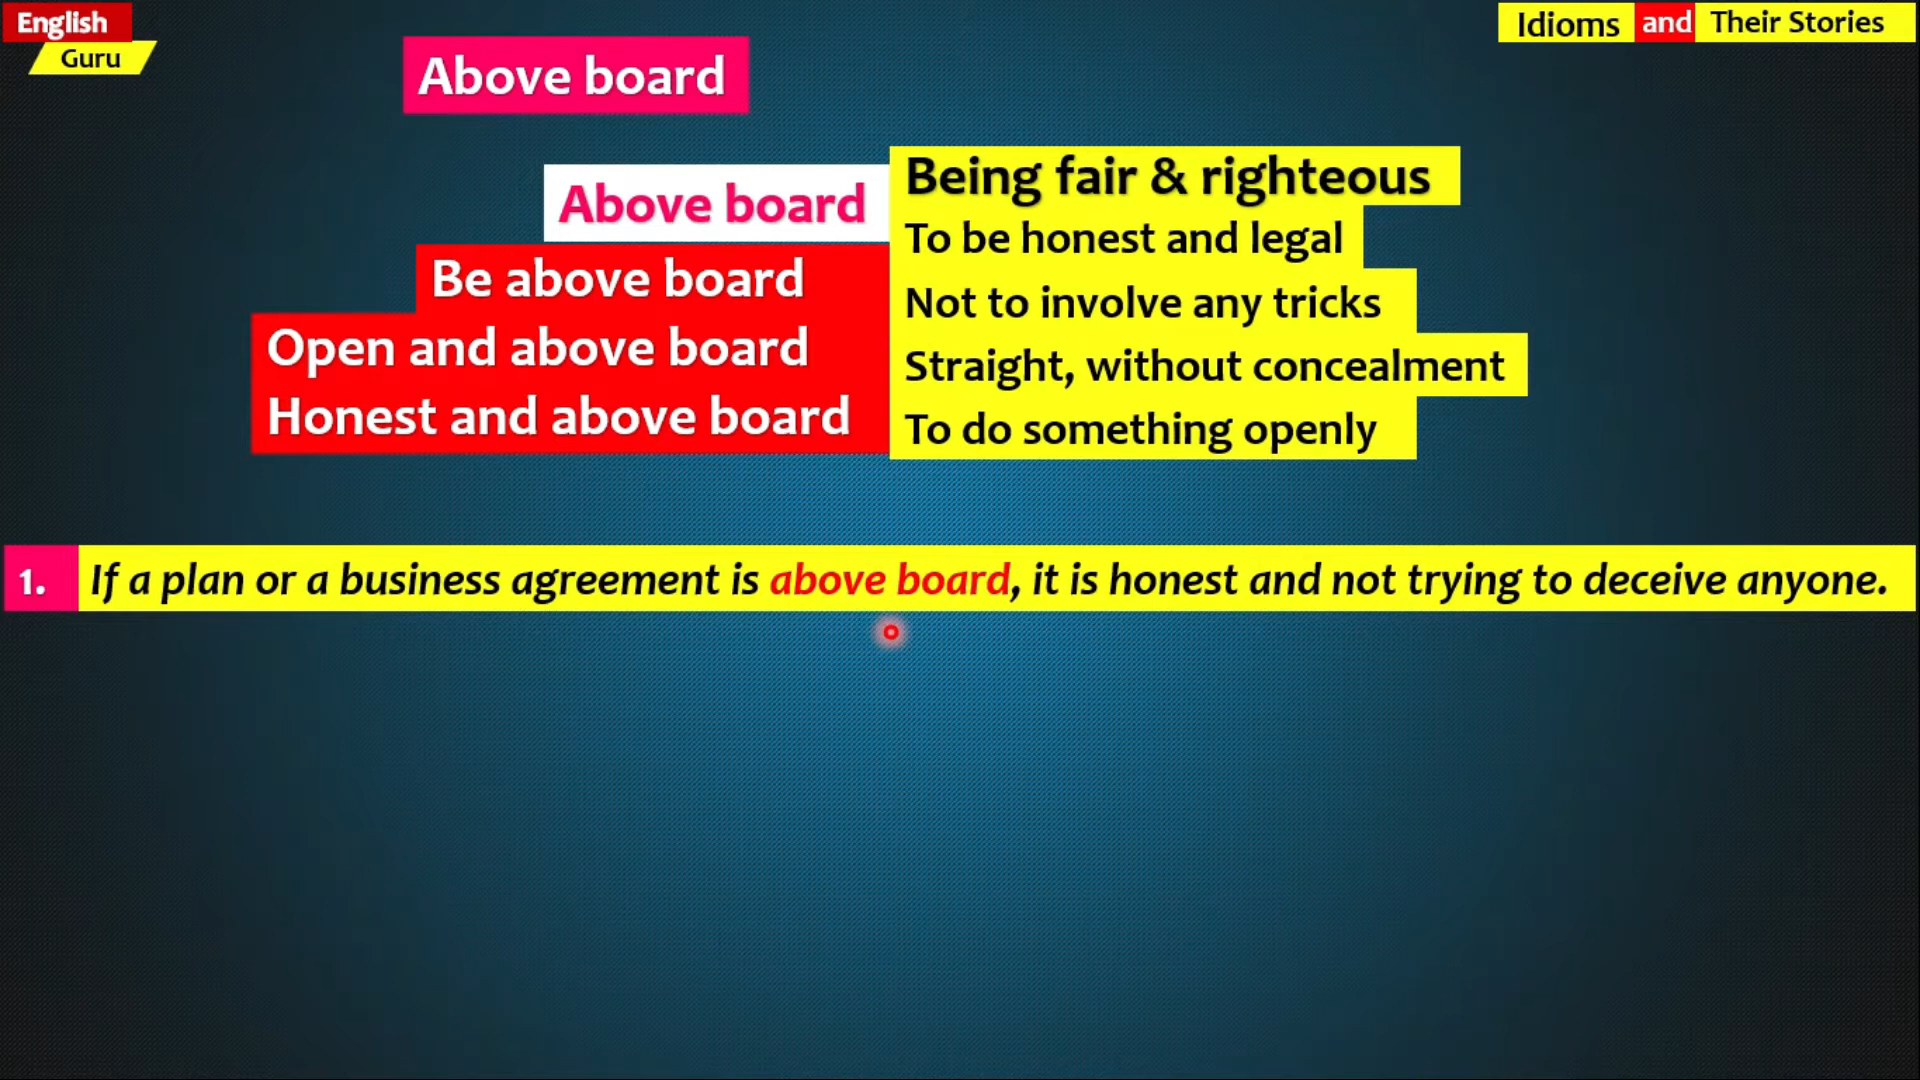 English
Guru
Idioms and Their Stories
Above board
Above board
Be above board
Open and above board
Honest and above board
Being fair & righteous
To be honest and legal
Not to involve any tricks
Straight, without concealment
To do something openly
1. If a plan or a business agreement is above board, it is honest and not trying to deceive anyone.